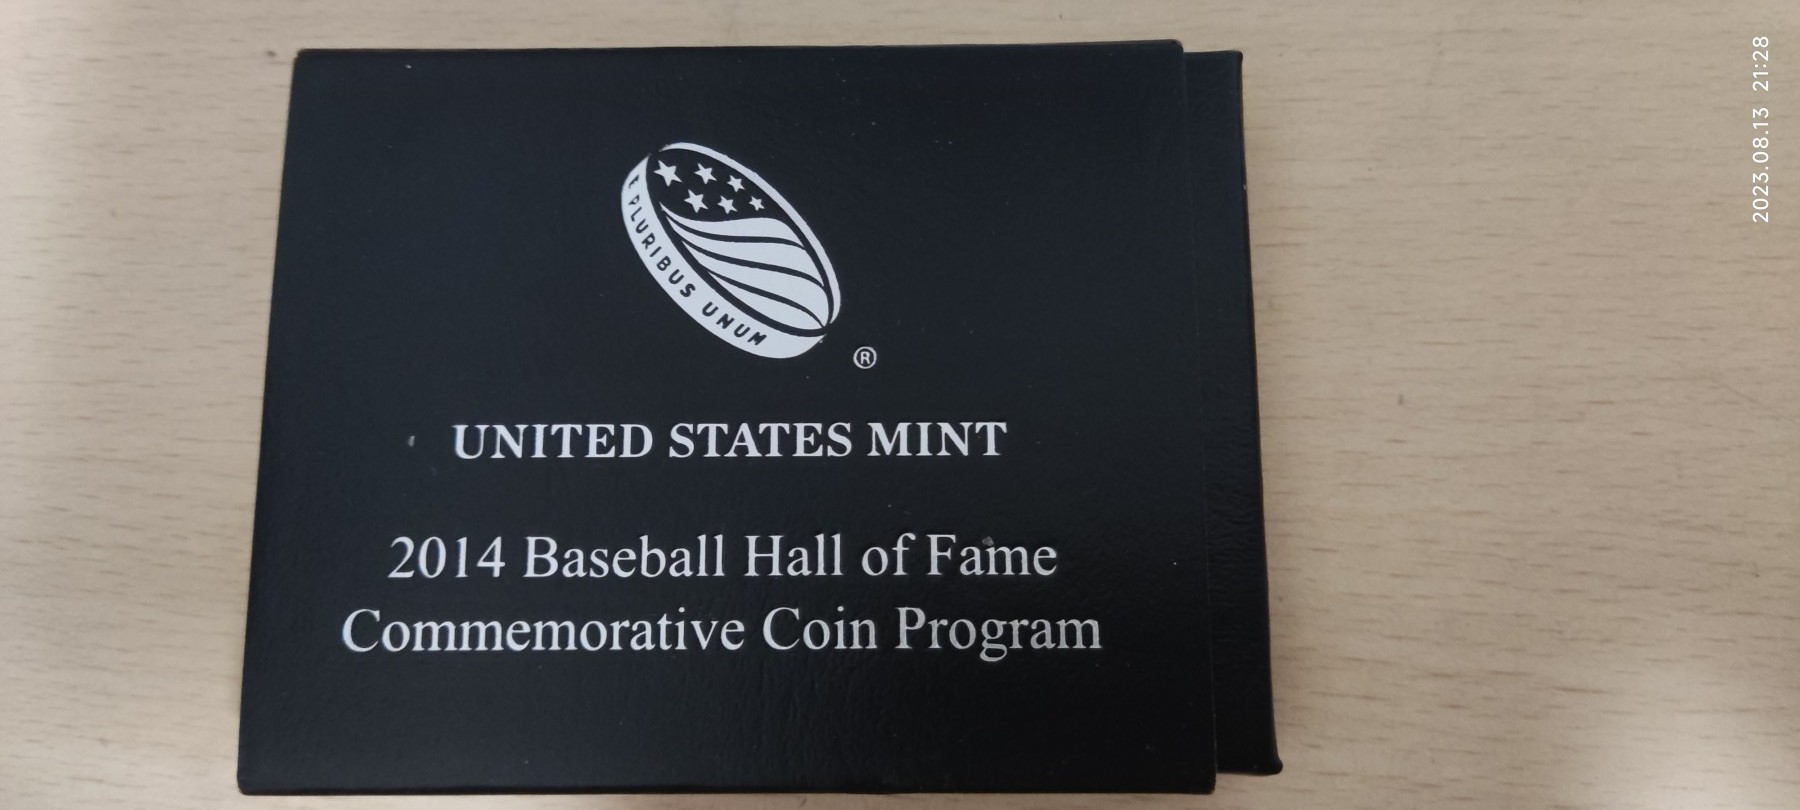 E PLURIBUS UNUM
®
UNITED STATES MINT
2014 Baseball Hall of Fame
Commemorative Coin Program
2023.08.13 21:28